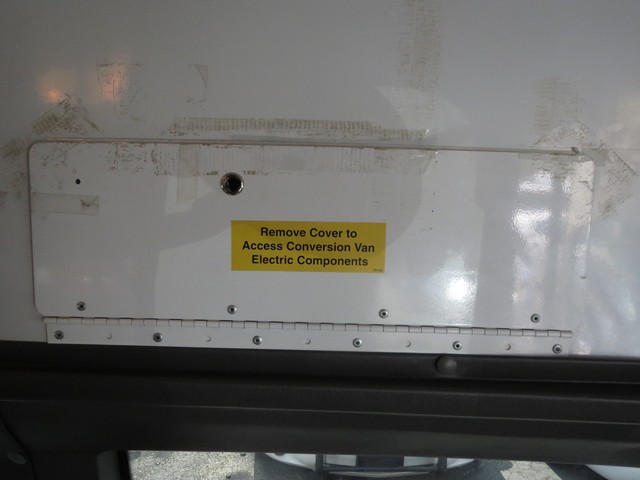 Remove Cover to
Access Conversion Van
Electric Components